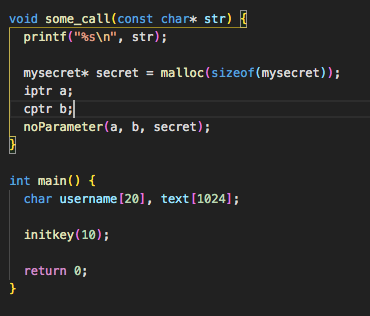 void some_call(const char* str) {
printf("%s\n", str);
mysecret* secret = malloc(sizeof(mysecret));
iptr a;
cptr b;
noParameter(a, b, secret);
}
int main() {
char username[20], text[1024];
initkey(10);
return 0;
}